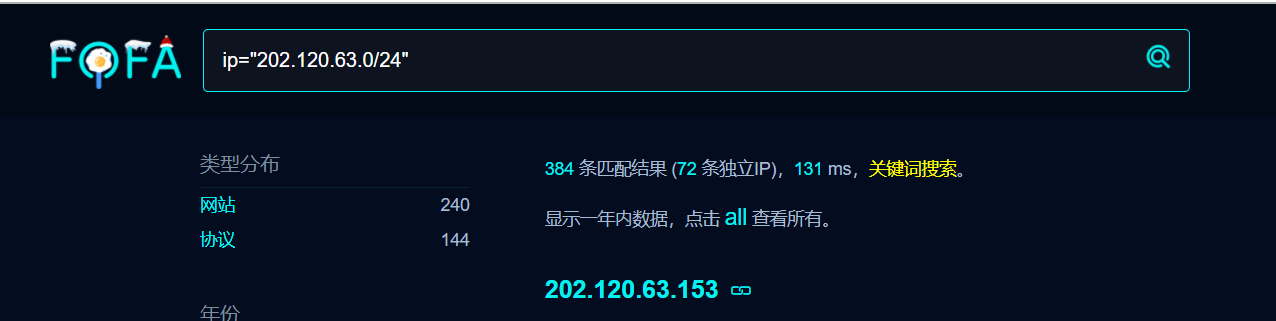 FOFA
ip="202.120.63.0/24"
类型分布
网站 240
协议 144
年份
384 条匹配结果 (72 条独立IP)，131 ms，关键词搜索。
显示一年内数据，点击 all 查看所有。
202.120.63.153